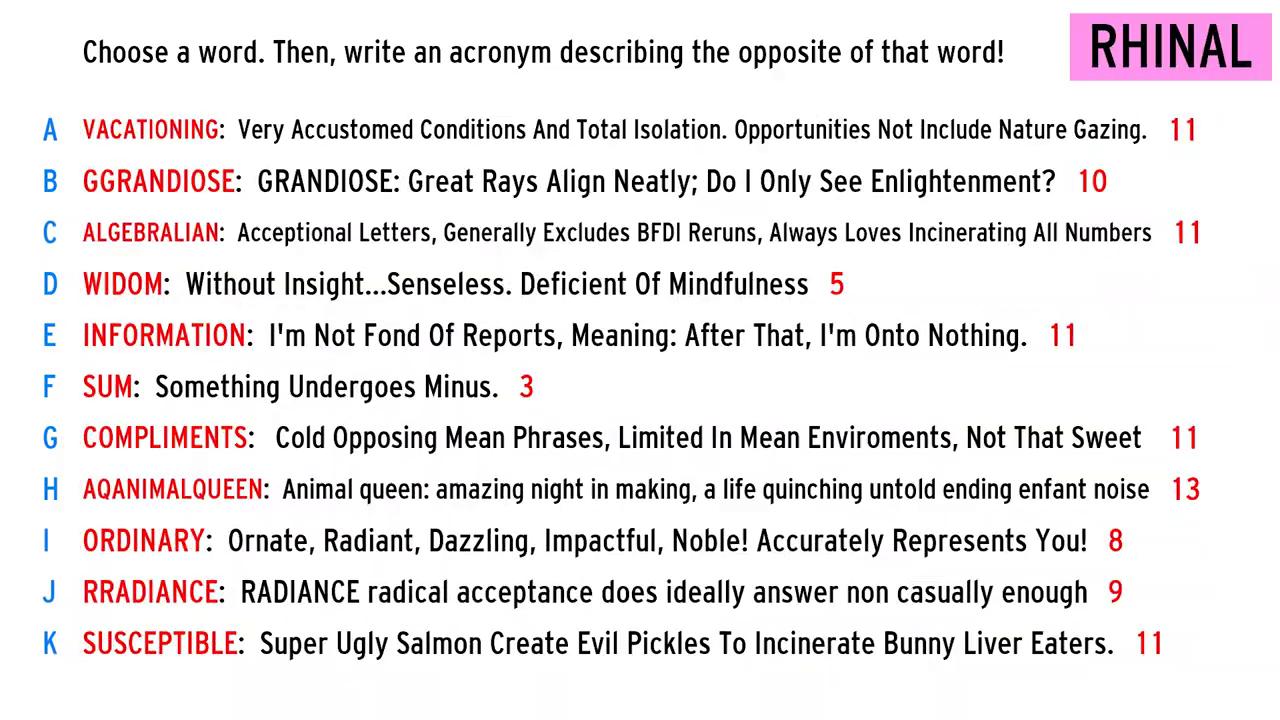 Choose a word. Then, write an acronym describing the opposite of that word!
RHINAL
A VACATIONING: Very Accustomed Conditions And Total Isolation. Opportunities Not Include Nature Gazing. 11
B GGRANDIOSE: GRANDIOSE: Great Rays Align Neatly; Do I Only See Enlightenment? 10
C ALGEBRALIAN: Acceptional Letters, Generally Excludes BFDI Reruns, Always Loves Incinerating All Numbers 11
D WIDOM: Without Insight...Senseless. Deficient Of Mindfulness 5
E INFORMATION: I'm Not Fond Of Reports, Meaning: After That, I'm Onto Nothing. 11
F SUM: Something Undergoes Minus. 3
G COMPLIMENTS: Cold Opposing Mean Phrases, Limited In Mean Enviroments, Not That Sweet 11
H AQANIMALQUEEN: Animal queen: amazing night in making, a life quinching untold ending enfant noise 13
I ORDINARY: Ornate, Radiant, Dazzling, Impactful, Noble! Accurately Represents You! 8
J RRADIANCE: RADIANCE radical acceptance does ideally answer non casually enough 9
K SUSCEPTIBLE: Super Ugly Salmon Create Evil Pickles To Incinerate Bunny Liver Eaters. 11